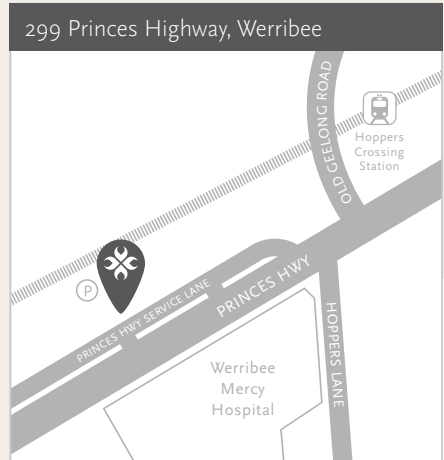 299 Princes Highway, Werribee
OLD GEELONG ROAD
Hoppers
Crossing
Station
P
PRINCES HWY SERVICE LANE
PRINCES HWY
HOPPERS LANE
Werribee
Mercy
Hospital